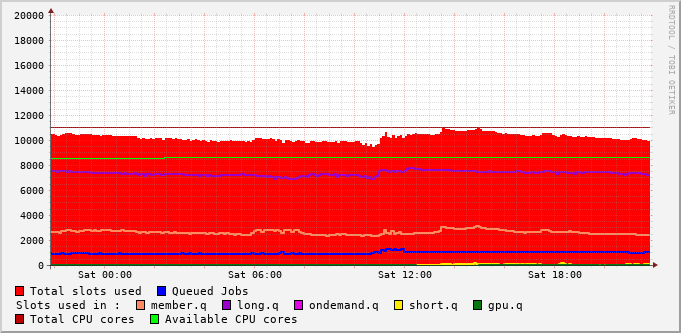 20000
18000
16000
14000
12000
10000
8000
6000
4000
2000
0
Sat 00:00 Sat 06:00 Sat 12:00 Sat 18:00
RRDTOOL / TOBI OETIKER
Total slots used Queued Jobs
Slots used in : member.q long.q ondemand.q short.q gpu.q
Total CPU cores Available CPU cores